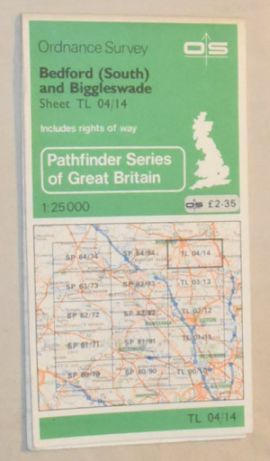 Ordnance Survey
OS
Bedford (South)
and Biggleswade
Sheet TL 04/14
Includes rights of way
Pathfinder Series
of Great Britain
1:25000
OS £2·35
SP 64/74 SP 84/94 TL 04/14
SP 63/73 SP 83/93 TL 03/13
SP 62/72 SP 82/92 TL 02/12
SP 61/71 SP 81/91 TL 01/11
SP 60/70 SP 80/90 TL 00/10
TL 04/14